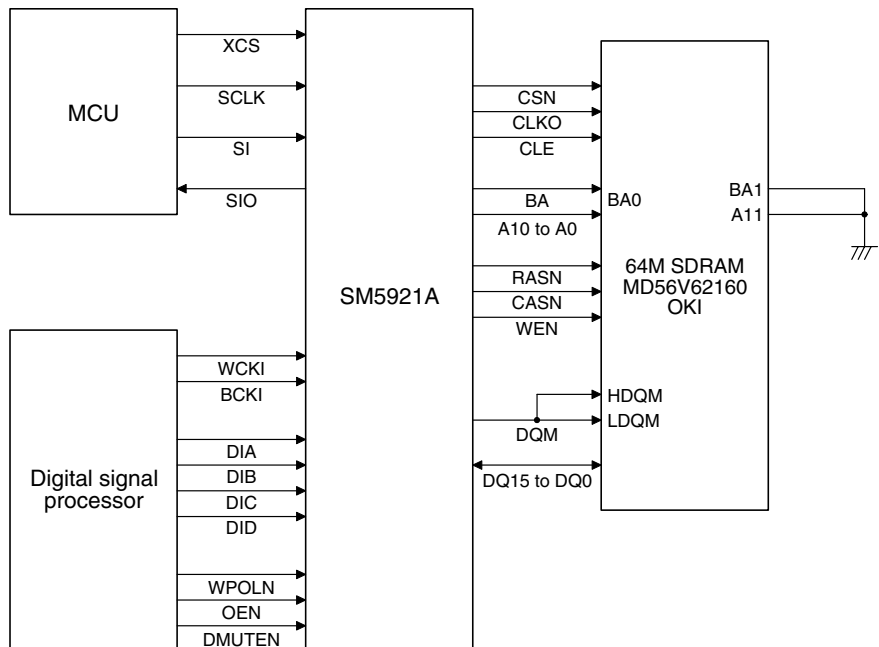 MCU
XCS
SCLK
SI
SIO
SM5921A
CSN
CLKO
CLE
BA
A10 to A0
RASN
CASN
WEN
DQM
DQ15 to DQ0
BA0
BA1
A11
64M SDRAM
MD56V62160
OKI
HDQM
LDQM
Digital signal
processor
WCKI
BCKI
DIA
DIB
DIC
DID
WPOLN
OEN
DMUTEN